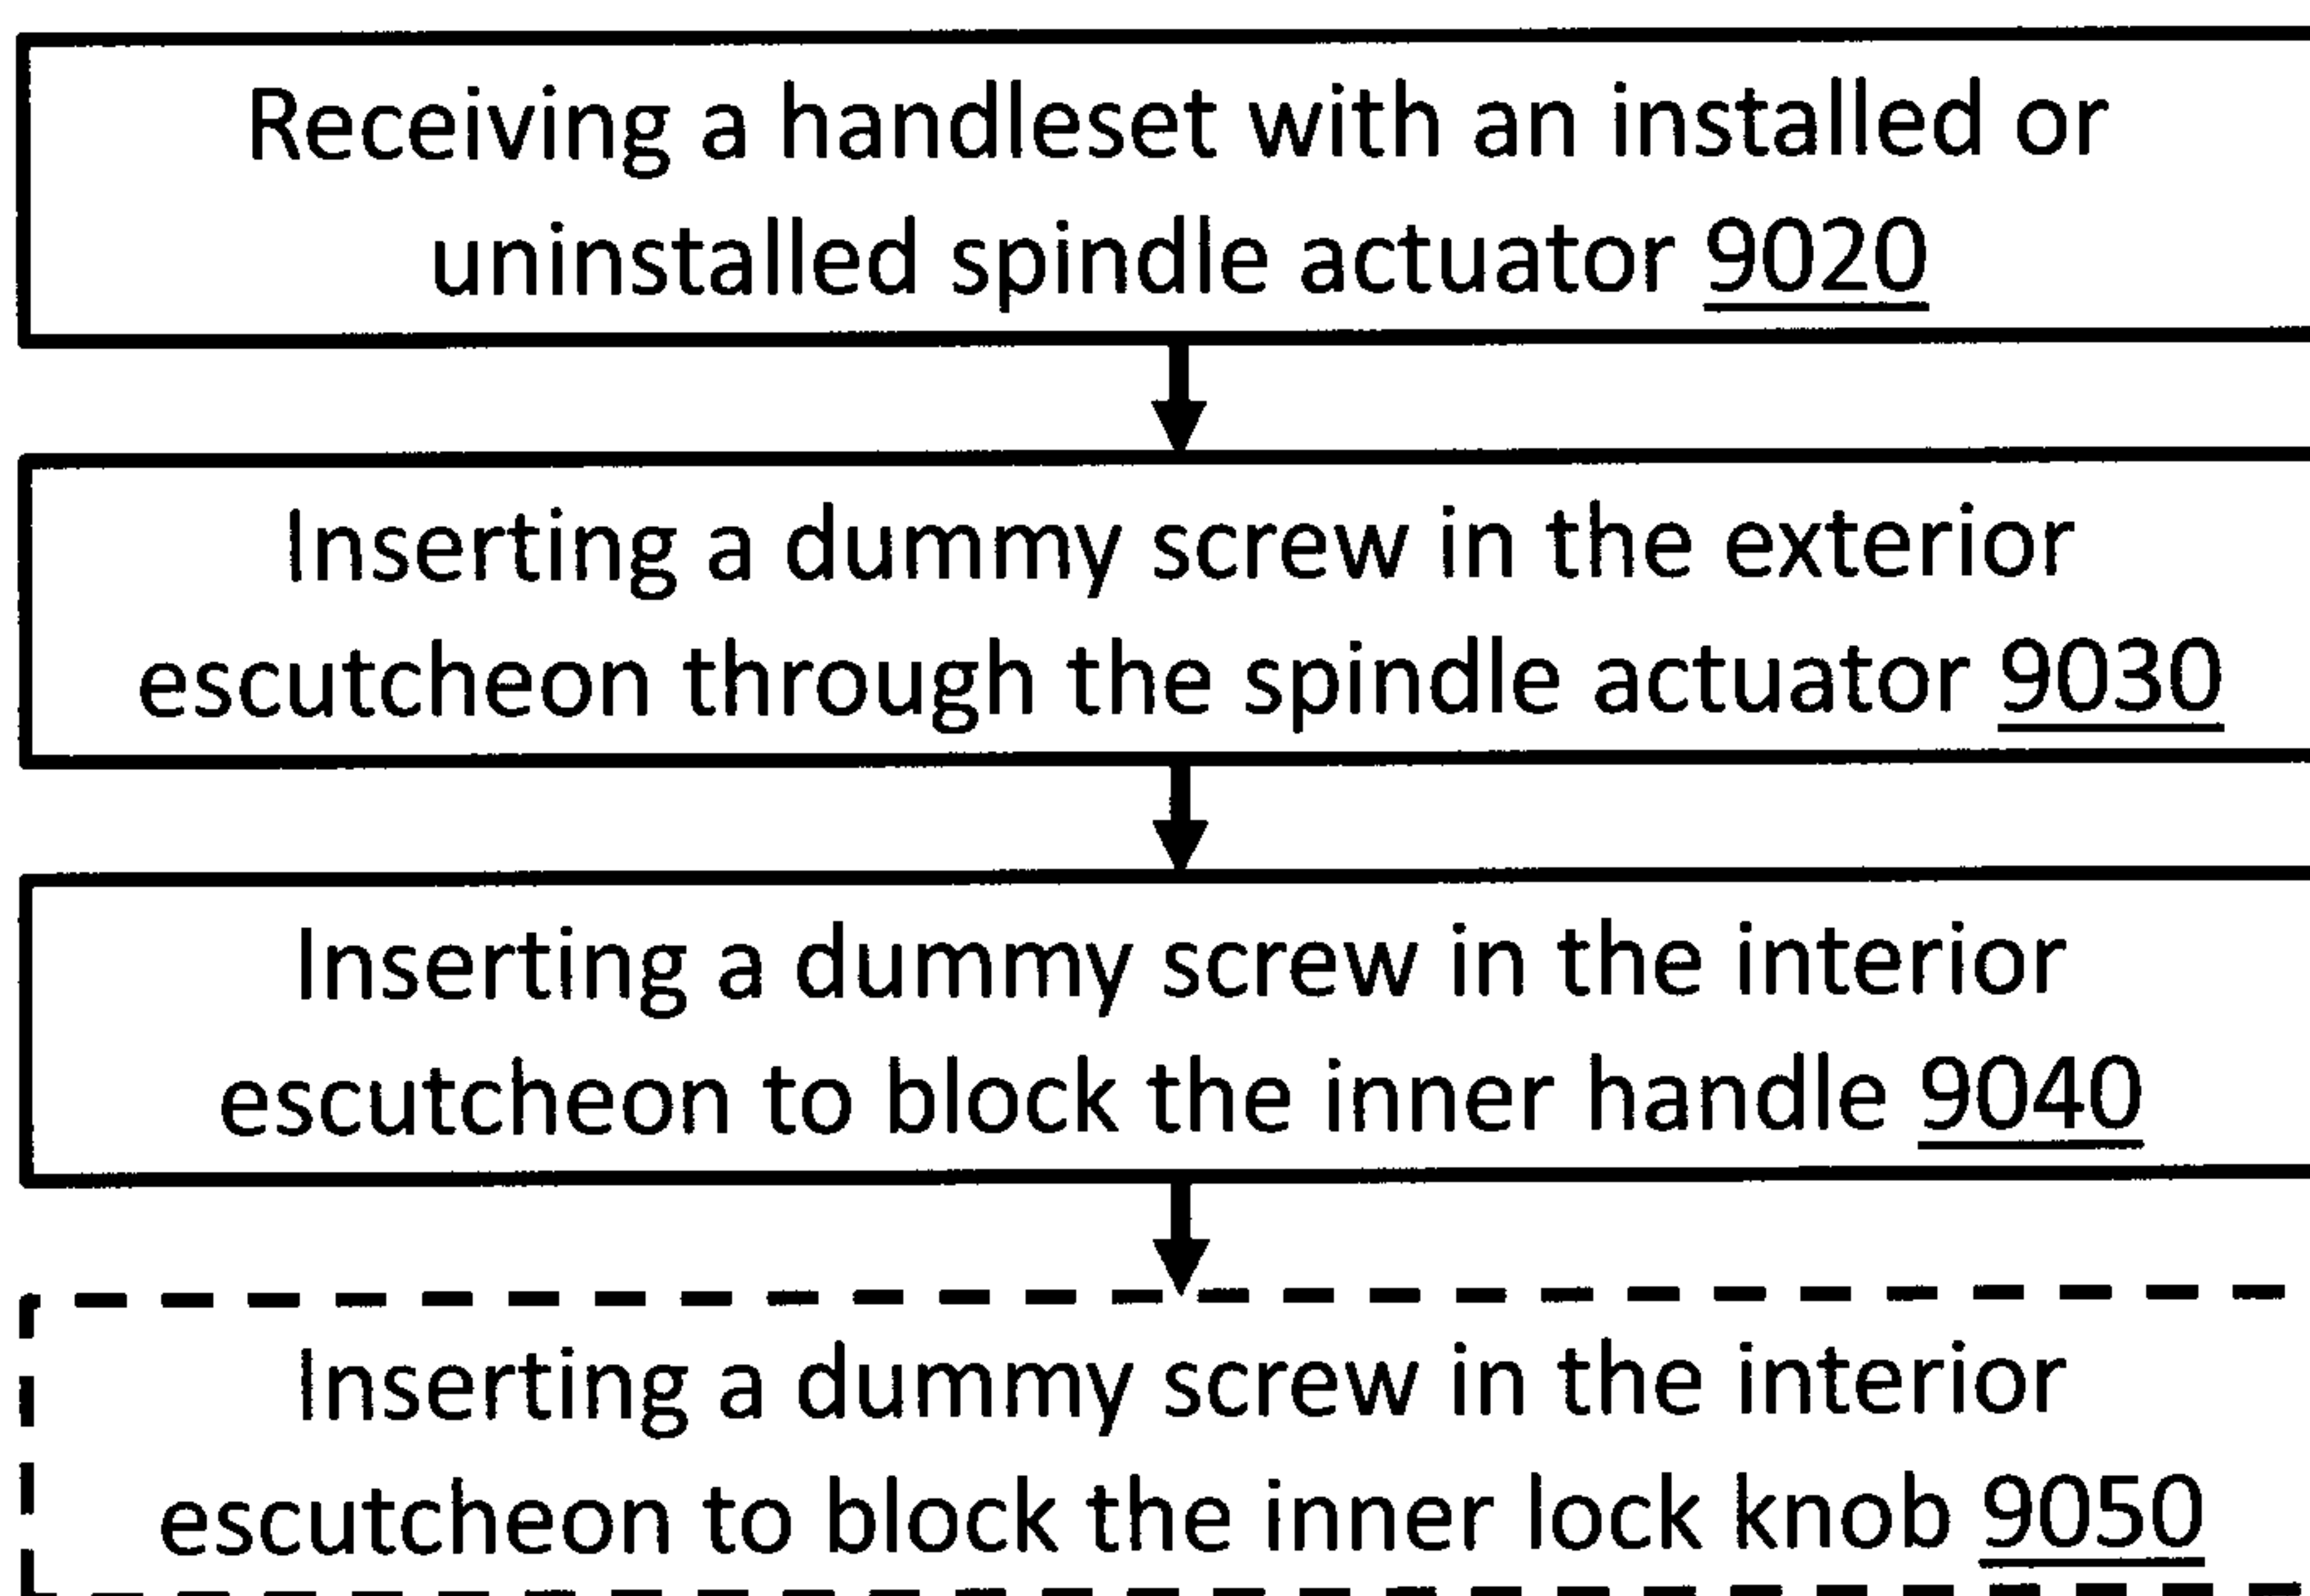 Receiving a handleset with an installed or
uninstalled spindle actuator 9020
Inserting a dummy screw in the exterior
escutcheon through the spindle actuator 9030
Inserting a dummy screw in the interior
escutcheon to block the inner handle 9040
Inserting a dummy screw in the interior
escutcheon to block the inner lock knob 9050